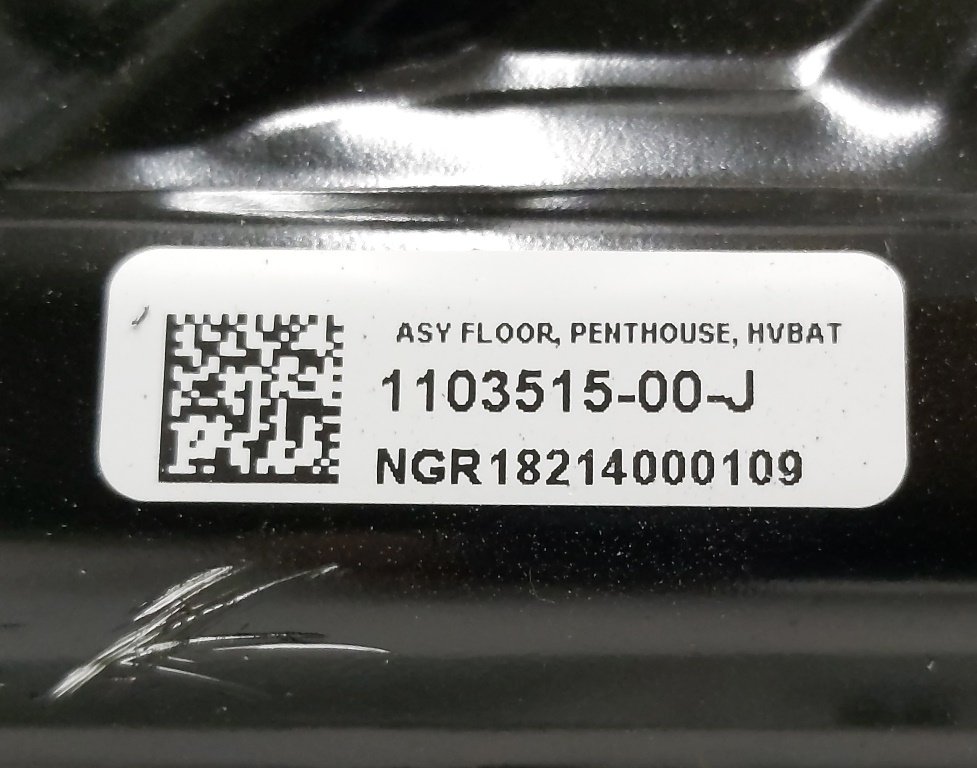 ASY FLOOR, PENTHOUSE, HVBAT
1103515-00-J
NGR18214000109